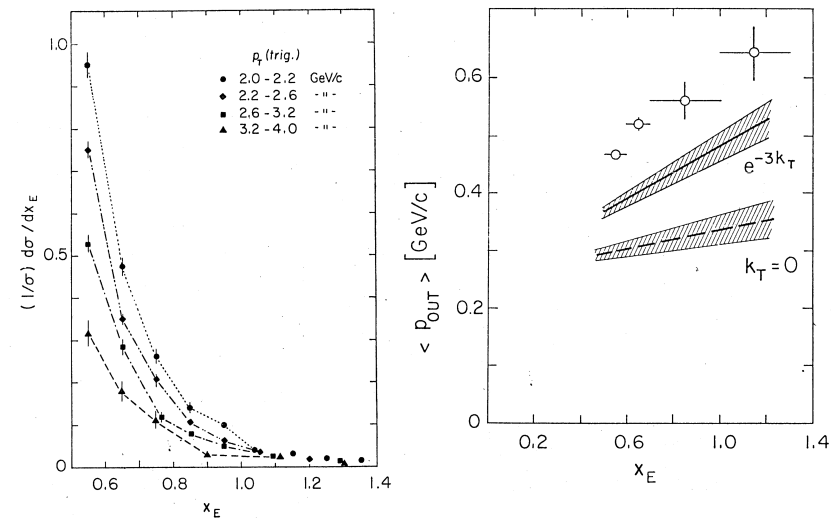 1.0
0.5
0
(1/σ) dσ/dx_E
p_T (trig.)
● 2.0 - 2.2 GeV/c
◆ 2.2 - 2.6 - " -
■ 2.6 - 3.2 - " -
▲ 3.2 - 4.0 - " -
0.6 0.8 1.0 1.2 1.4
x_E
0.6
0.4
0.2
0
< p_OUT > [GeV/c]
e^{-3k_T}
k_T = 0
0.2 0.6 1.0 1.4
x_E